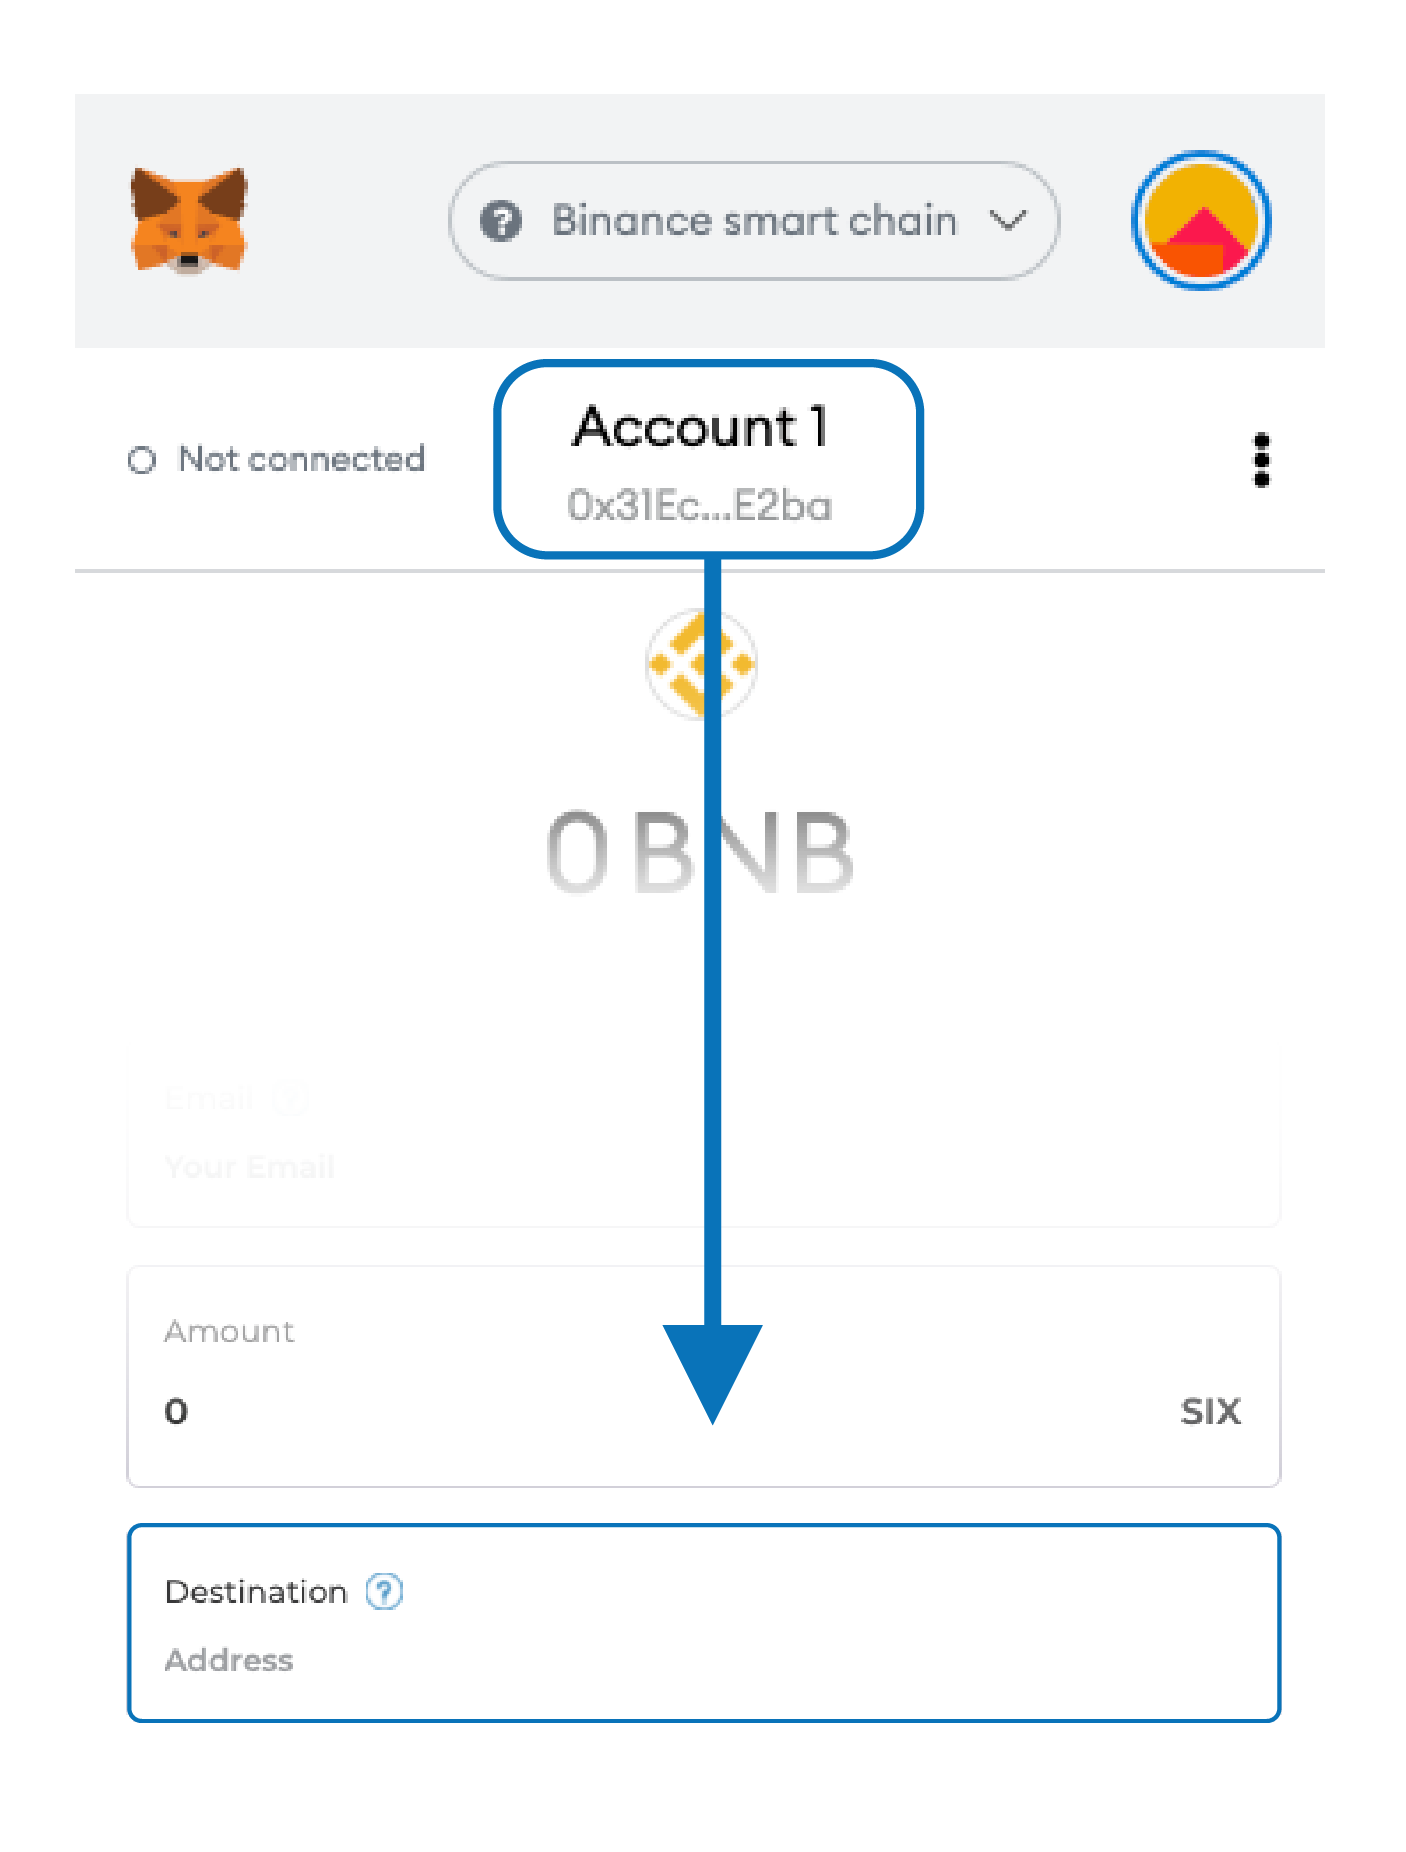 Binance smart chain
Account 1
Not connected
0x31Ec...E2ba
0 BNB
Email
Your Email
Amount
0 SIX
Destination
Address